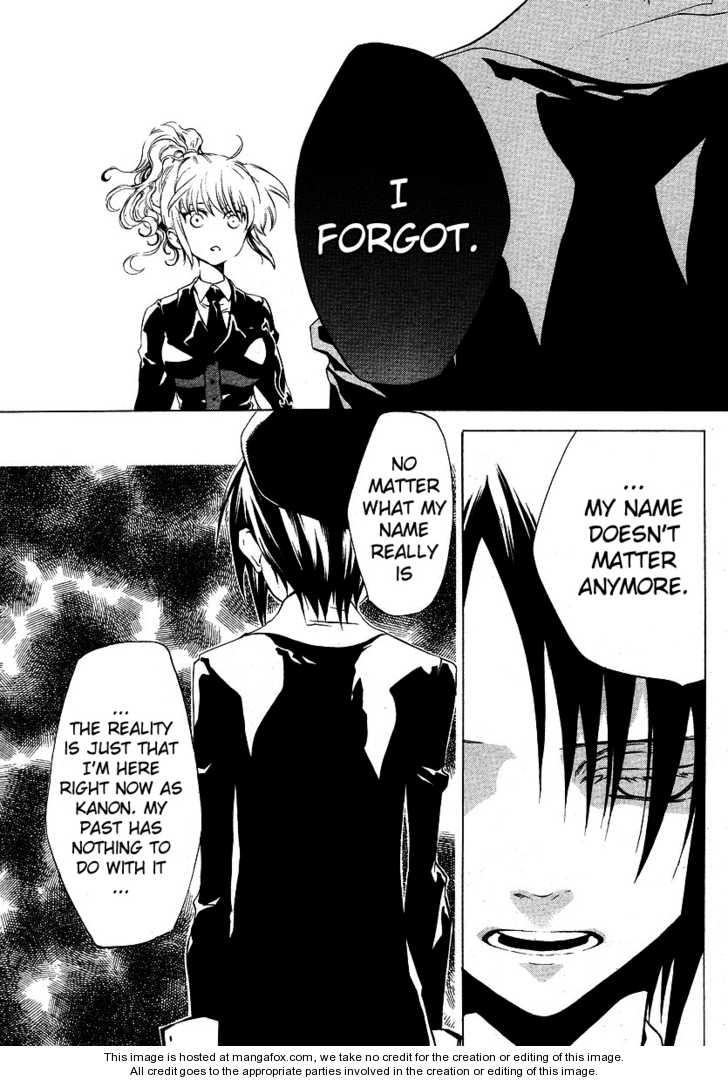 I
FORGOT.
...
MY NAME
DOESN'T
MATTER
ANYMORE.
NO
MATTER
WHAT MY
NAME
REALLY
IS
...
THE REALITY
IS JUST THAT
I'M HERE
RIGHT NOW AS
KANON. MY
PAST HAS
NOTHING TO
DO WITH IT
...
This image is hosted at mangafox.com, we take no credit for the creation or editing of this image.
All credit goes to the appropriate parties involved in the creation or editing of this image.